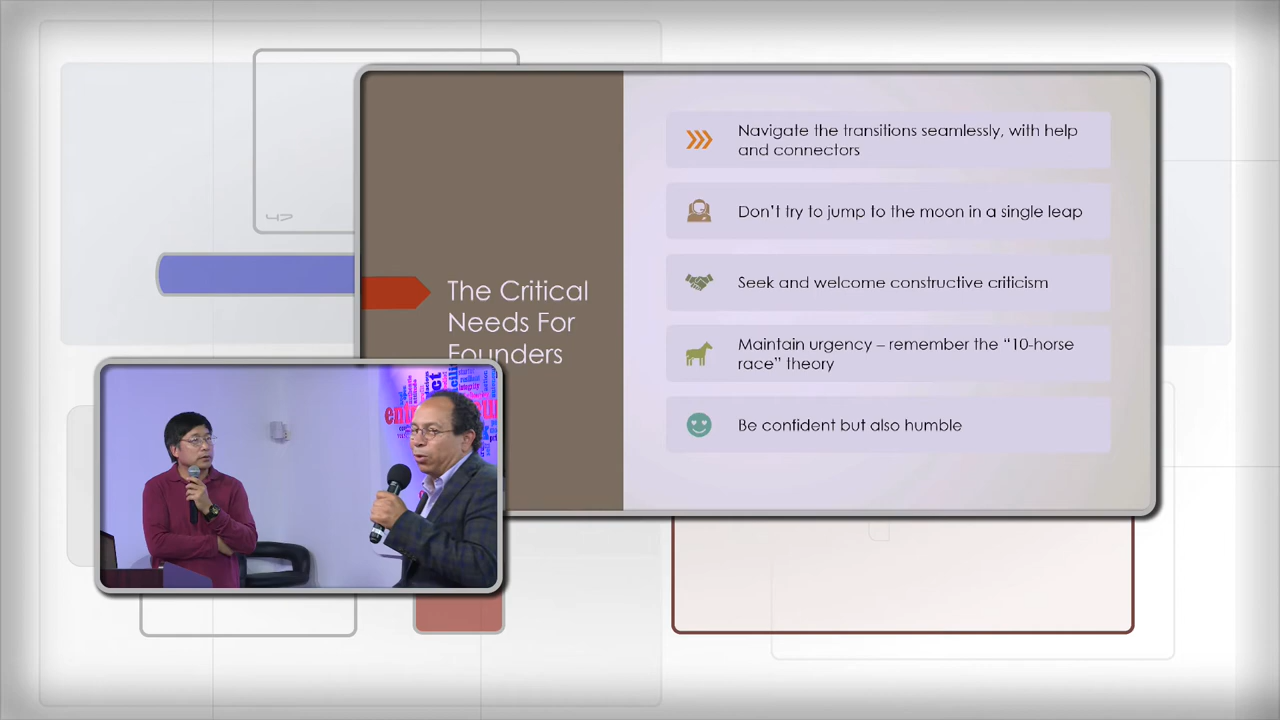 Navigate the transitions seamlessly, with help
and connectors
Don't try to jump to the moon in a single leap
Seek and welcome constructive criticism
Maintain urgency – remember the "10-horse
race" theory
Be confident but also humble
The Critical
Needs For
Founders
47
integrity